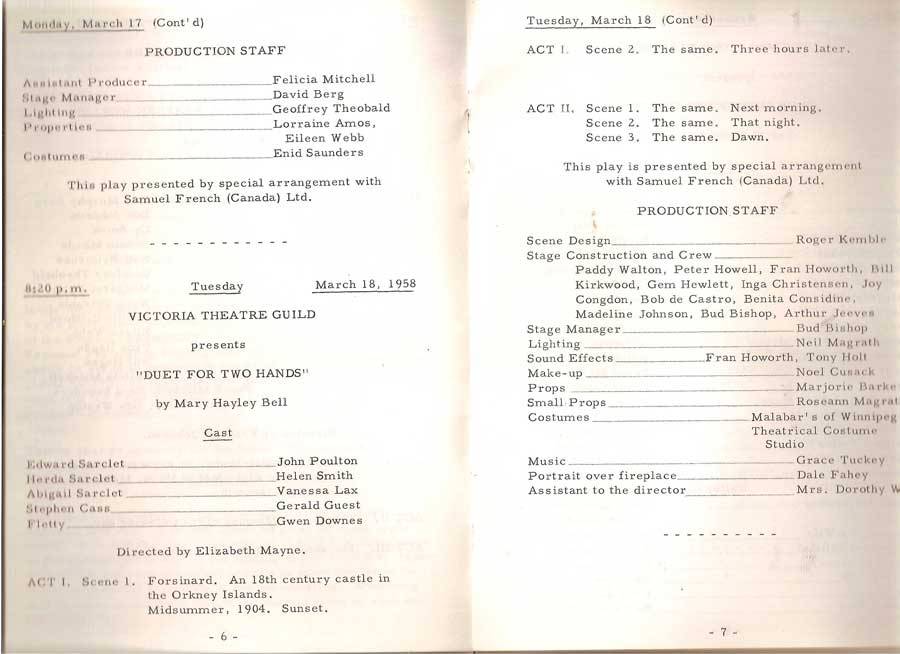 Monday, March 17 (Cont'd)
PRODUCTION STAFF
Assistant Producer Felicia Mitchell
Stage Manager David Berg
Lighting Geoffrey Theobald
Properties Lorraine Amos,
Eileen Webb
Costumes Enid Saunders
This play presented by special arrangement with
Samuel French (Canada) Ltd.
- - - - - - - - - - - -
8:20 p.m. Tuesday March 18, 1958
VICTORIA THEATRE GUILD
presents
"DUET FOR TWO HANDS"
by Mary Hayley Bell
Cast
Edward Sarclet John Poulton
Herda Sarclet Helen Smith
Abigail Sarclet Vanessa Lax
Stephen Cass Gerald Guest
Fletty Gwen Downes
Directed by Elizabeth Mayne.
ACT I. Scene 1. Forsinard. An 18th century castle in
the Orkney Islands.
Midsummer, 1904. Sunset.
- 6 -
Tuesday, March 18 (Cont'd)
ACT I. Scene 2. The same. Three hours later.
ACT II. Scene 1. The same. Next morning.
Scene 2. The same. That night.
Scene 3. The same. Dawn.
This play is presented by special arrangement
with Samuel French (Canada) Ltd.
PRODUCTION STAFF
Scene Design Roger Kemble
Stage Construction and Crew
Paddy Walton, Peter Howell, Fran Howorth, Bill
Kirkwood, Gem Hewlett, Inga Christensen, Joy
Congdon, Bob de Castro, Benita Considine,
Madeline Johnson, Bud Bishop, Arthur Jeeves
Stage Manager Bud Bishop
Lighting Neil Magrath
Sound Effects Fran Howorth, Tony Holt
Make-up Noel Cusack
Props Marjorie Barke
Small Props Roseann Magrat
Costumes Malabar's of Winnipeg
Theatrical Costume
Studio
Music Grace Tuckey
Portrait over fireplace Dale Fahey
Assistant to the director Mrs. Dorothy W
- - - - - - - - - -
- 7 -